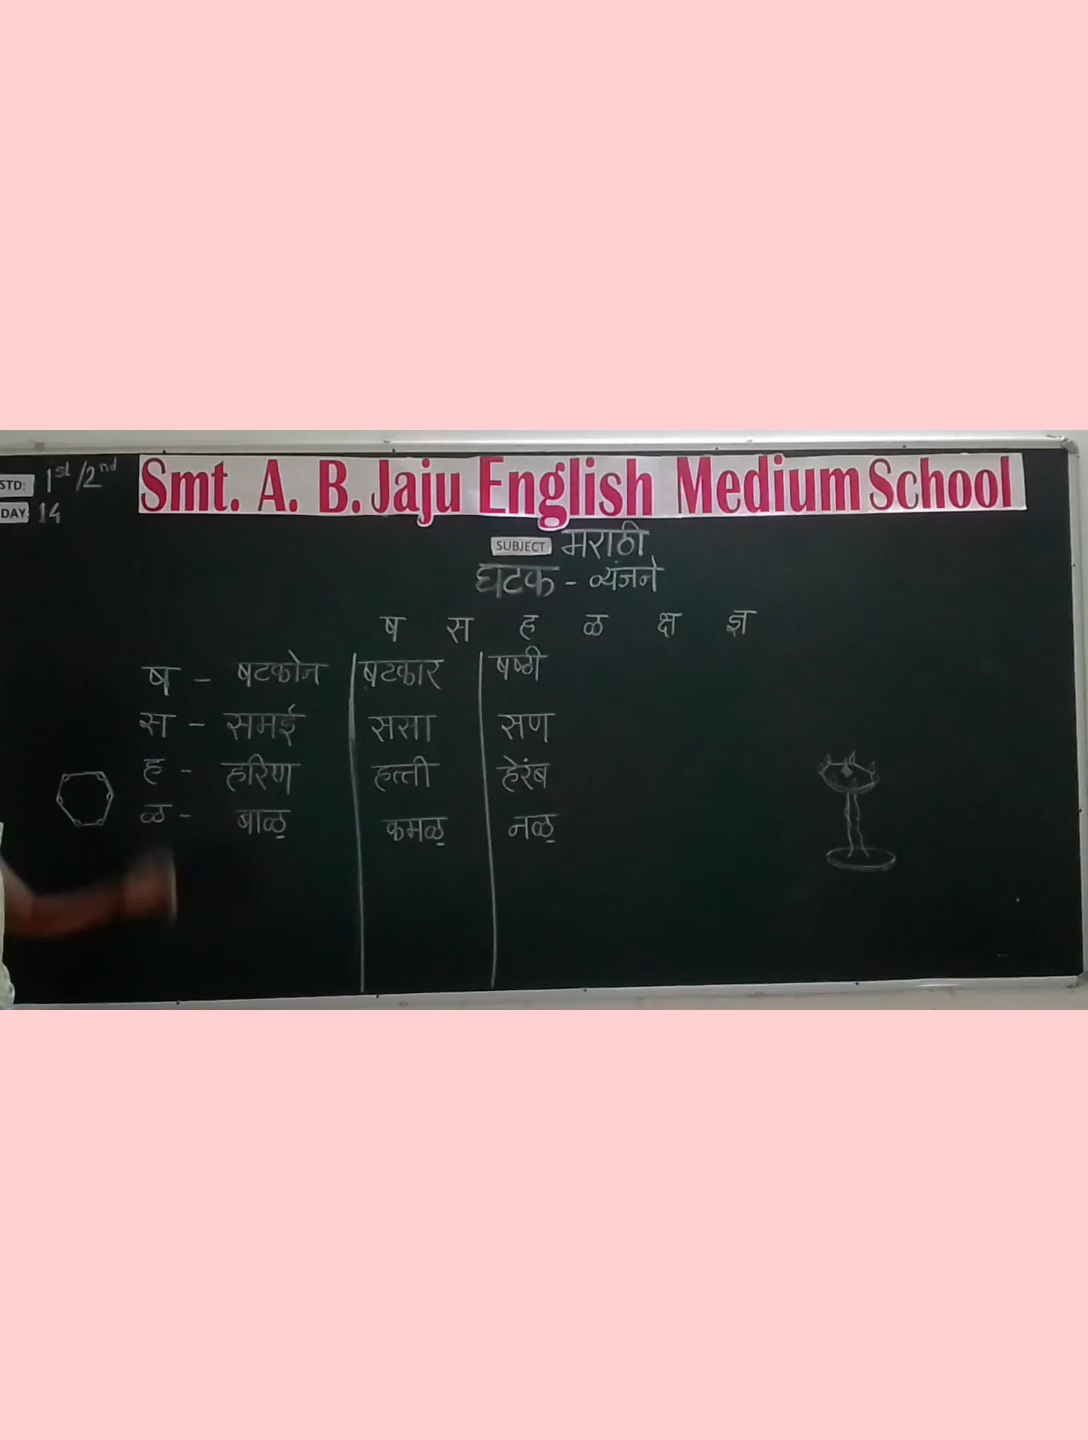 STD: 1st/2nd
Smt. A. B. Jaju English Medium School
DAY: 14
SUBJECT: मराठी
घटक - व्यंजने
ष स ह ळ क्ष ज्ञ
ष - षटकोन षटकार षष्ठी
स - समई ससा सण
ह - हरिण हत्ती हेरंब
ळ - बाळ कमळ नळ